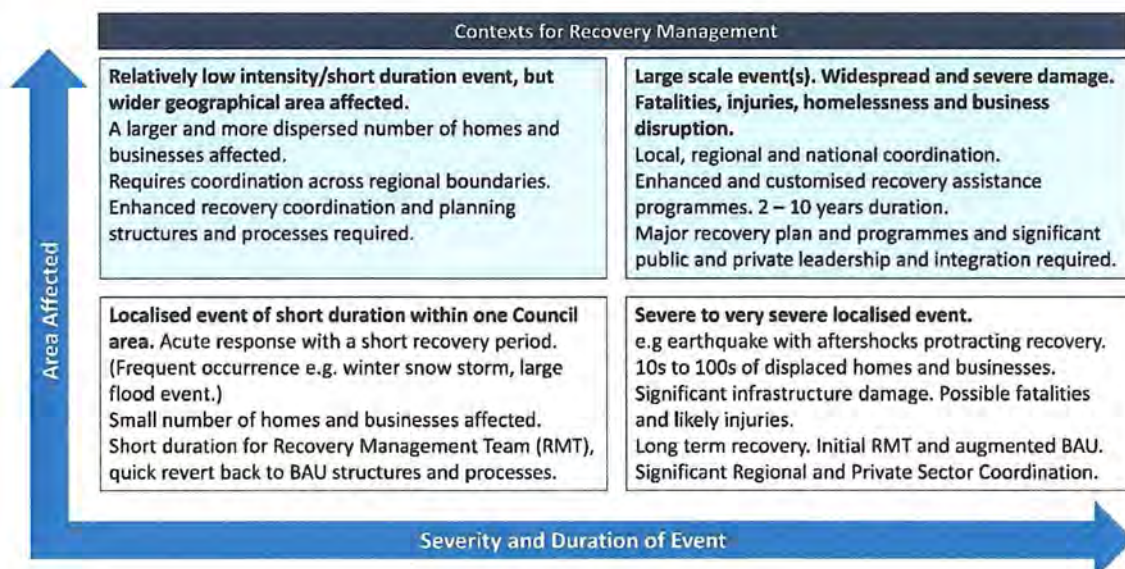 Contexts for Recovery Management
Relatively low intensity/short duration event, but
wider geographical area affected.
A larger and more dispersed number of homes and
businesses affected.
Requires coordination across regional boundaries.
Enhanced recovery coordination and planning
structures and processes required.
Large scale event(s). Widespread and severe damage.
Fatalities, injuries, homelessness and business
disruption.
Local, regional and national coordination.
Enhanced and customised recovery assistance
programmes. 2 – 10 years duration.
Major recovery plan and programmes and significant
public and private leadership and integration required.
Area Affected
Localised event of short duration within one Council
area. Acute response with a short recovery period.
(Frequent occurrence e.g. winter snow storm, large
flood event.)
Small number of homes and businesses affected.
Short duration for Recovery Management Team (RMT),
quick revert back to BAU structures and processes.
Severe to very severe localised event.
e.g earthquake with aftershocks protracting recovery.
10s to 100s of displaced homes and businesses.
Significant infrastructure damage. Possible fatalities
and likely injuries.
Long term recovery. Initial RMT and augmented BAU.
Significant Regional and Private Sector Coordination.
Severity and Duration of Event